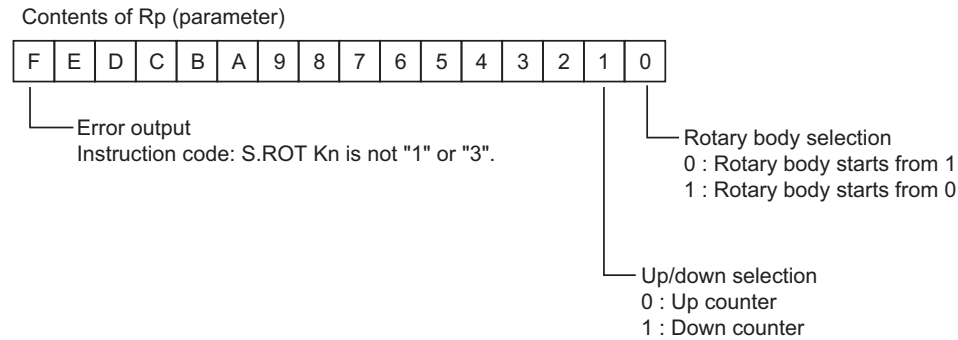 Contents of Rp (parameter)
F E D C B A 9 8 7 6 5 4 3 2 1 0
Error output
Instruction code: S.ROT Kn is not "1" or "3".
Rotary body selection
0 : Rotary body starts from 1
1 : Rotary body starts from 0
Up/down selection
0 : Up counter
1 : Down counter